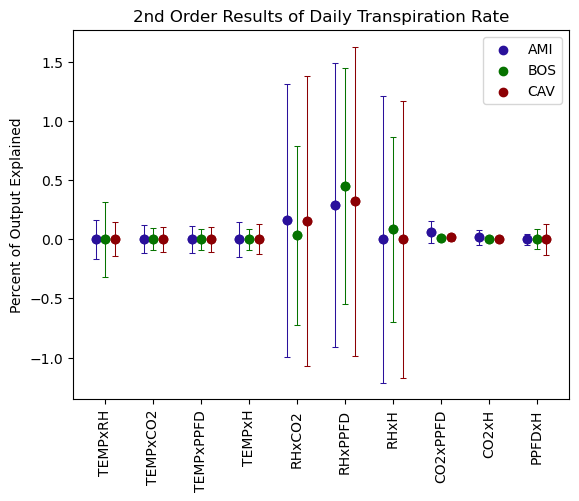 2nd Order Results of Daily Transpiration Rate
AMI
BOS
CAV
Percent of Output Explained
1.5
1.0
0.5
0.0
−0.5
−1.0
TEMPxRH
TEMPxCO2
TEMPxPPFD
TEMPxH
RHxCO2
RHxPPFD
RHxH
CO2xPPFD
CO2xH
PPFDxH